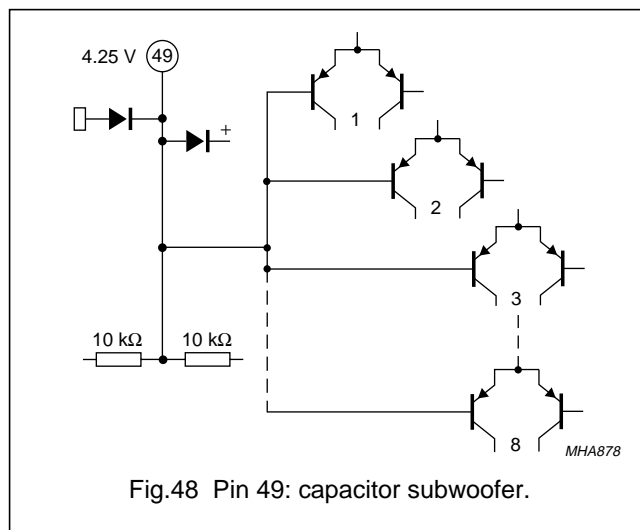 4.25 V 49
+
1
2
3
10 kΩ 10 kΩ
8
MHA878
Fig.48 Pin 49: capacitor subwoofer.